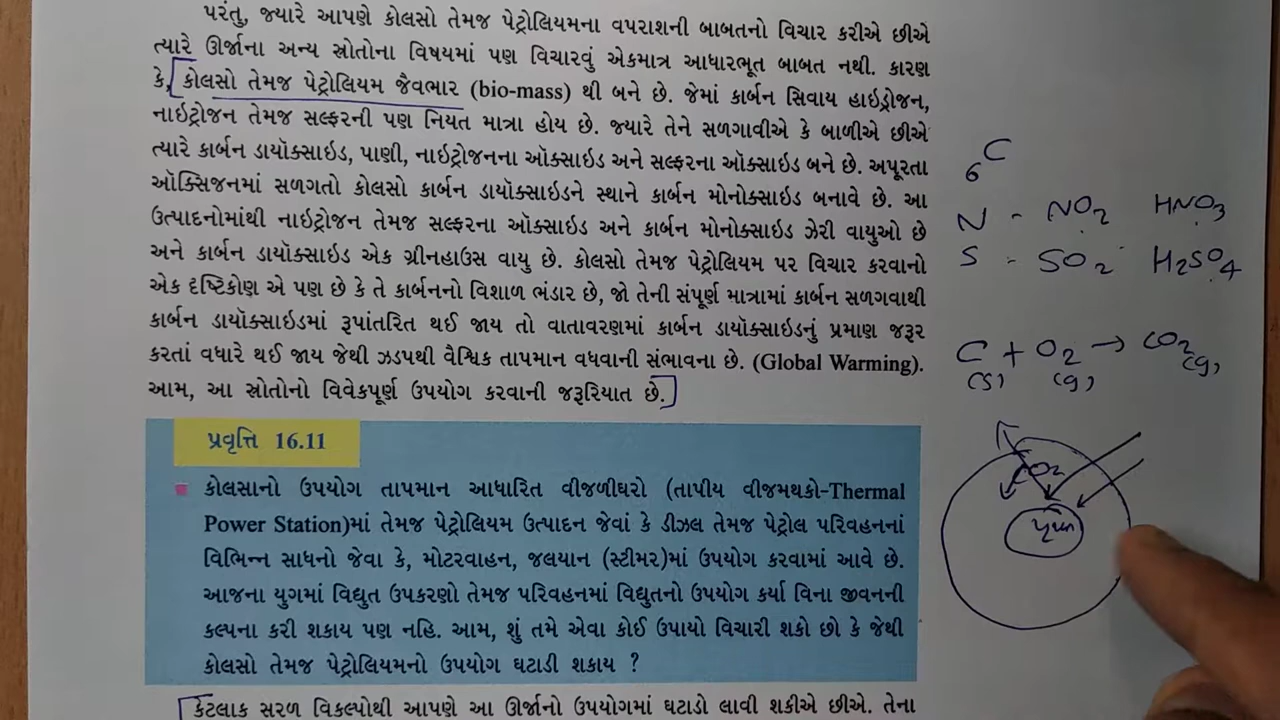 પરંતુ, જ્યારે આપણે કોલસો તેમજ પેટ્રોલિયમના વપરાશની બાબતનો વિચાર કરીએ છીએ
ત્યારે ઊર્જાના અન્ય સ્રોતોના વિષયમાં પણ વિચારવું એકમાત્ર આધારભૂત બાબત નથી. કારણ
કે, કોલસો તેમજ પેટ્રોલિયમ જૈવભાર (bio-mass) થી બને છે. જેમાં કાર્બન સિવાય હાઇડ્રોજન,
નાઇટ્રોજન તેમજ સલ્ફરની પણ નિયત માત્રા હોય છે. જ્યારે તેને સળગાવીએ કે બાળીએ છીએ
ત્યારે કાર્બન ડાયૉક્સાઇડ, પાણી, નાઇટ્રોજનના ઑક્સાઇડ અને સલ્ફરના ઑક્સાઇડ બને છે. અપૂરતા
ઑક્સિજનમાં સળગતો કોલસો કાર્બન ડાયૉક્સાઇડને સ્થાને કાર્બન મોનોક્સાઇડ બનાવે છે. આ
ઉત્પાદનોમાંથી નાઇટ્રોજન તેમજ સલ્ફરના ઑક્સાઇડ અને કાર્બન મોનોક્સાઇડ ઝેરી વાયુઓ છે
અને કાર્બન ડાયૉક્સાઇડ એક ગ્રીનહાઉસ વાયુ છે. કોલસો તેમજ પેટ્રોલિયમ પર વિચાર કરવાનો
એક દૃષ્ટિકોણ એ પણ છે કે તે કાર્બનનો વિશાળ ભંડાર છે, જો તેની સંપૂર્ણ માત્રામાં કાર્બન સળગવાથી
કાર્બન ડાયૉક્સાઇડમાં રૂપાંતરિત થઈ જાય તો વાતાવરણમાં કાર્બન ડાયૉક્સાઇડનું પ્રમાણ જરૂર
કરતાં વધારે થઈ જાય જેથી ઝડપથી વૈશ્વિક તાપમાન વધવાની સંભાવના છે. (Global Warming).
આમ, આ સ્રોતોનો વિવેકપૂર્ણ ઉપયોગ કરવાની જરૂરિયાત છે.
પ્રવૃત્તિ 16.11
કોલસાનો ઉપયોગ તાપમાન આધારિત વીજળીઘરો (તાપીય વીજમથકો-Thermal
Power Station)માં તેમજ પેટ્રોલિયમ ઉત્પાદન જેવાં કે ડીઝલ તેમજ પેટ્રોલ પરિવહનનાં
વિભિન્ન સાધનો જેવા કે, મોટરવાહન, જલયાન (સ્ટીમર)માં ઉપયોગ કરવામાં આવે છે.
આજના યુગમાં વિદ્યુત ઉપકરણો તેમજ પરિવહનમાં વિદ્યુતનો ઉપયોગ કર્યા વિના જીવનની
કલ્પના કરી શકાય પણ નહિ. આમ, શું તમે એવા કોઈ ઉપાયો વિચારી શકો છો કે જેથી
કોલસો તેમજ પેટ્રોલિયમનો ઉપયોગ ઘટાડી શકાય ?
કેટલાક સરળ વિકલ્પોથી આપણે આ ઊર્જાનો ઉપયોગમાં ઘટાડો લાવી શકીએ છીએ. તેના
₆C
N - NO₂ HNO₃
S - SO₂ H₂SO₄
C + O₂ → CO₂(g)
(s) (g)
CO₂